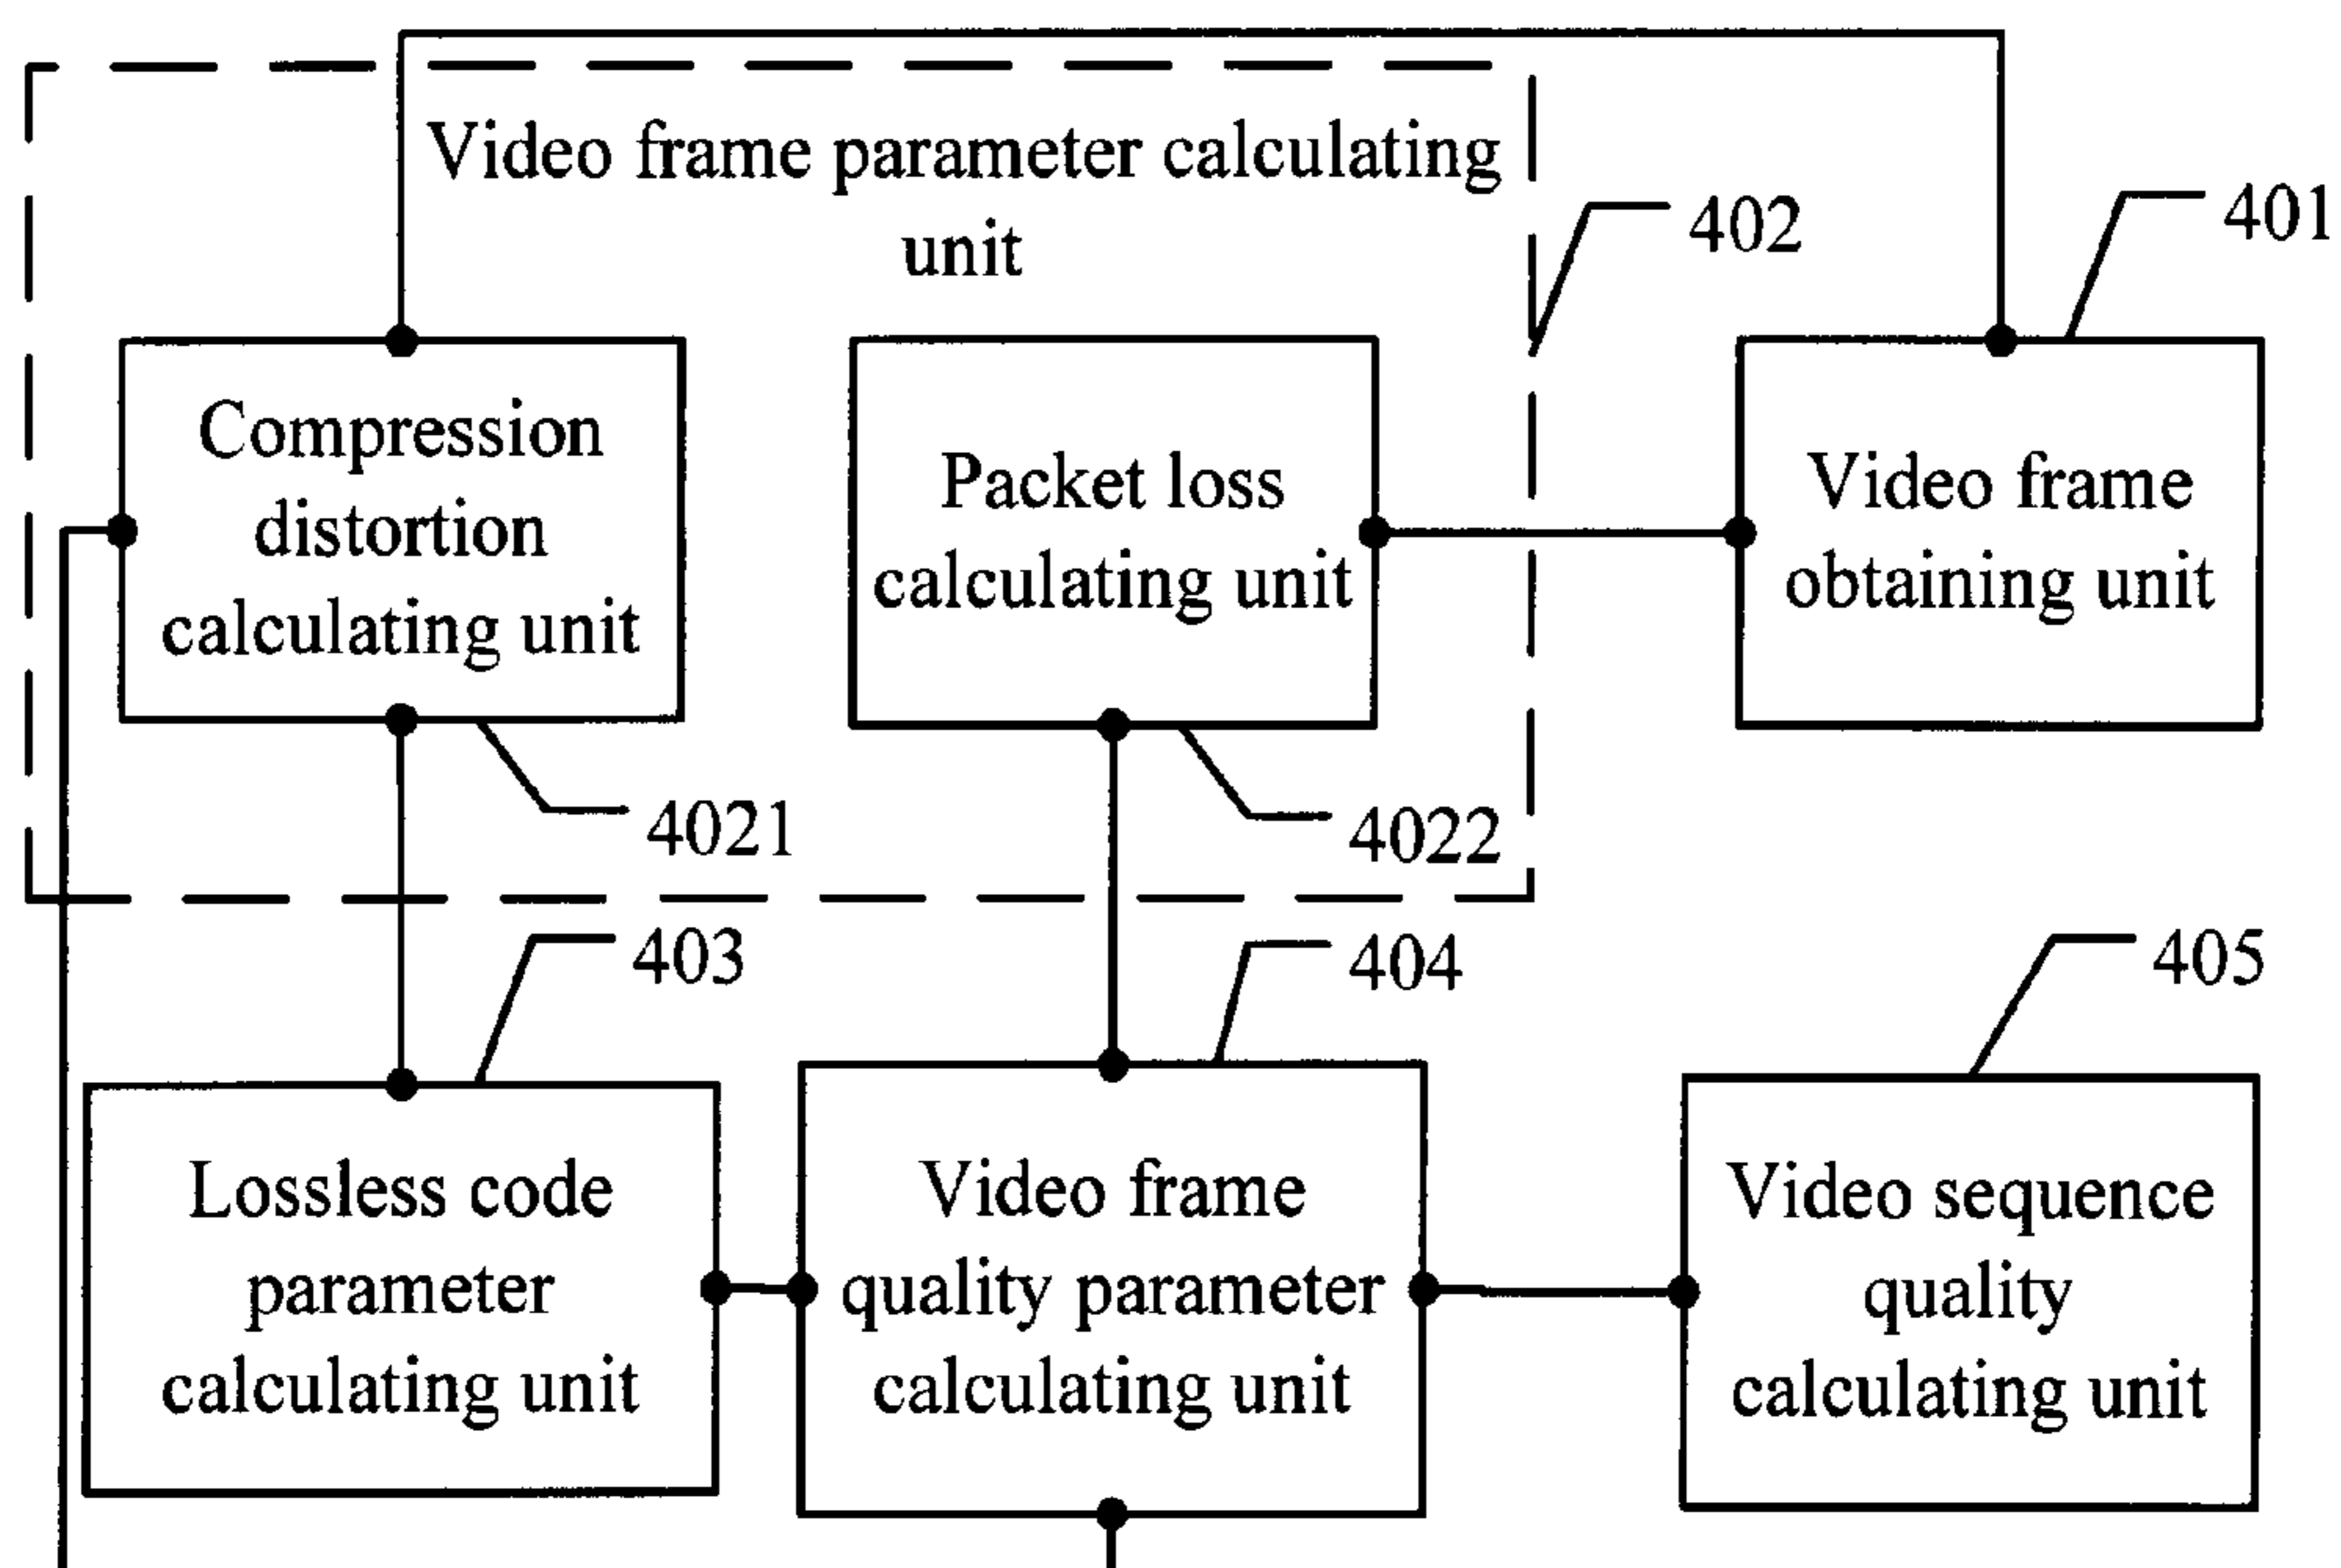 Video frame parameter calculating
unit
402
401
Compression
distortion
calculating unit
Packet loss
calculating unit
Video frame
obtaining unit
4021
4022
403
404
405
Lossless code
parameter
calculating unit
Video frame
quality parameter
calculating unit
Video sequence
quality
calculating unit